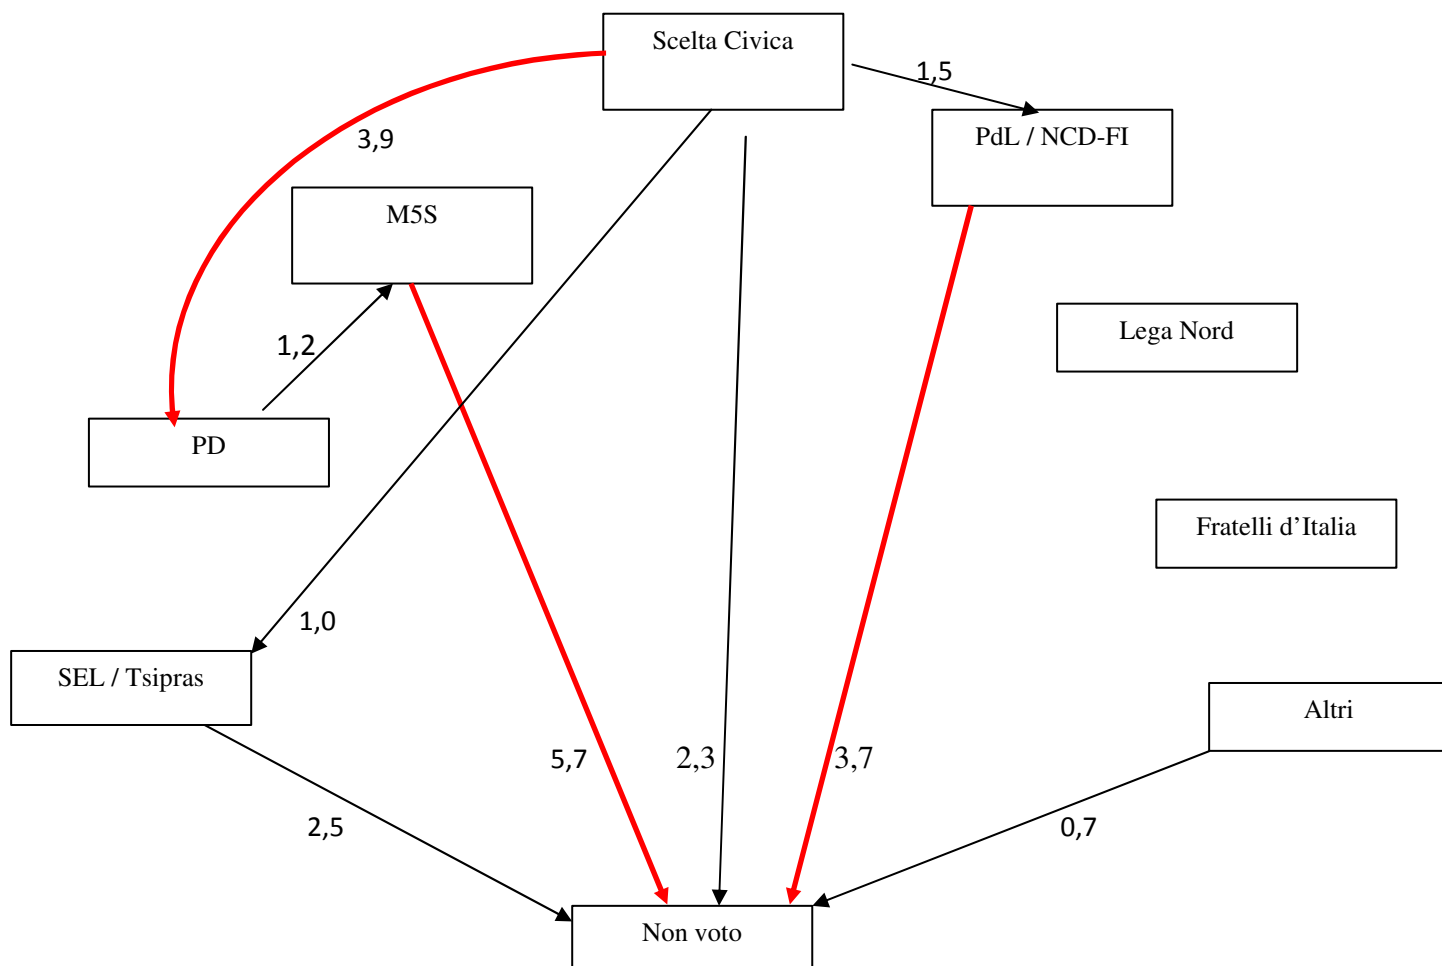 Scelta Civica
1,5
PdL / NCD-FI
3,9
M5S
Lega Nord
1,2
PD
Fratelli d’Italia
1,0
SEL / Tsipras
Altri
5,7
2,3
3,7
2,5
0,7
Non voto